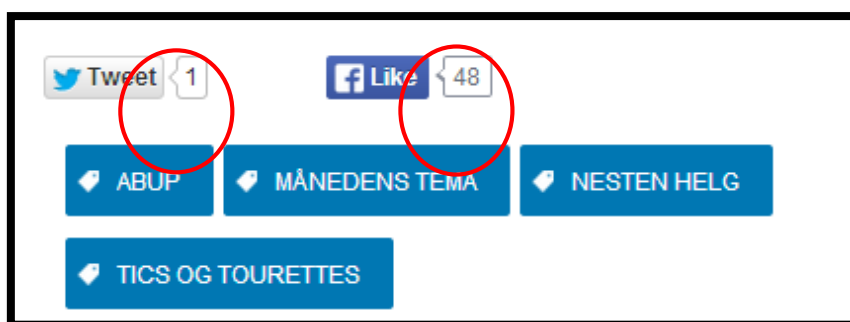 Tweet 1 Like 48
ABUP MÅNEDENS TEMA NESTEN HELG
TICS OG TOURETTES